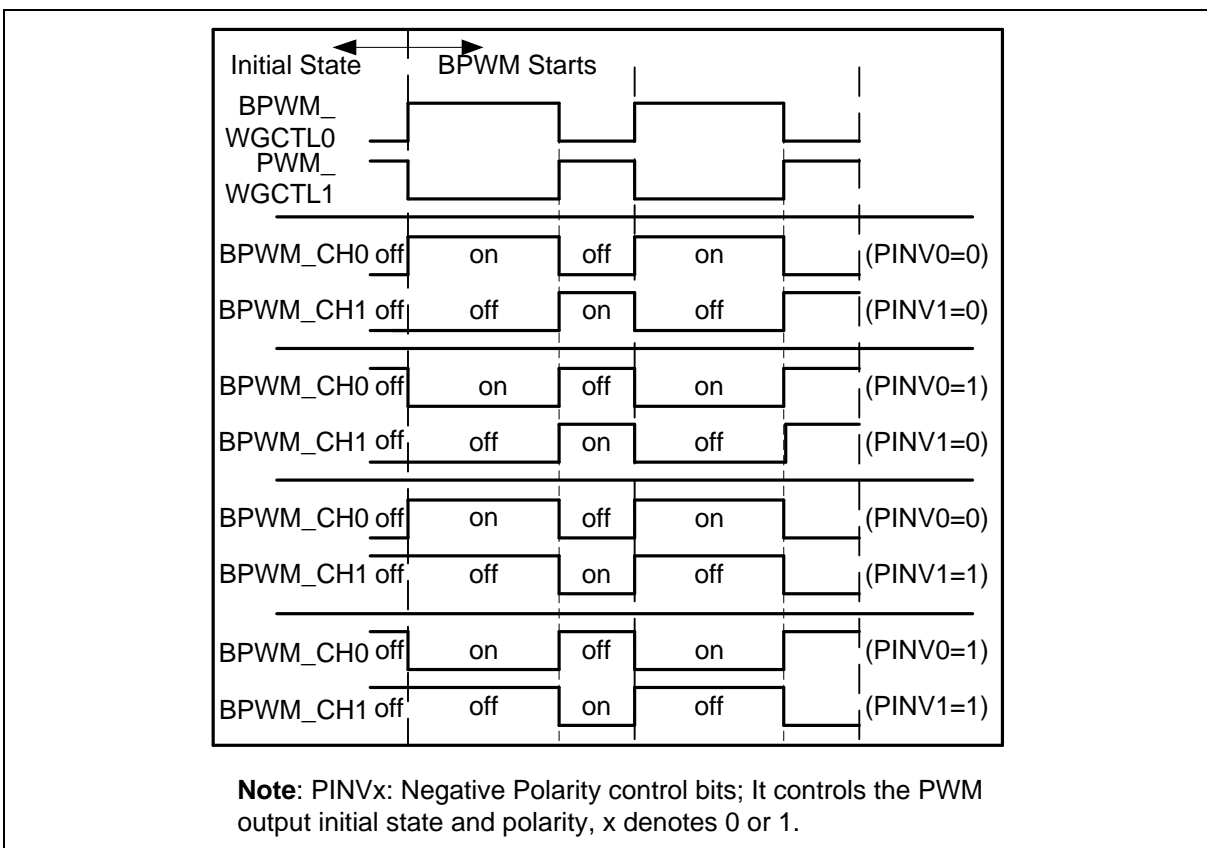 Initial State BPWM Starts
BPWM_
WGCTL0
PWM_
WGCTL1
BPWM_CH0 off on off on (PINV0=0)
BPWM_CH1 off off on off (PINV1=0)
BPWM_CH0 off on off on (PINV0=1)
BPWM_CH1 off off on off (PINV1=0)
BPWM_CH0 off on off on (PINV0=0)
BPWM_CH1 off off on off (PINV1=1)
BPWM_CH0 off on off on (PINV0=1)
BPWM_CH1 off off on off (PINV1=1)
Note: PINVx: Negative Polarity control bits; It controls the PWM
output initial state and polarity, x denotes 0 or 1.